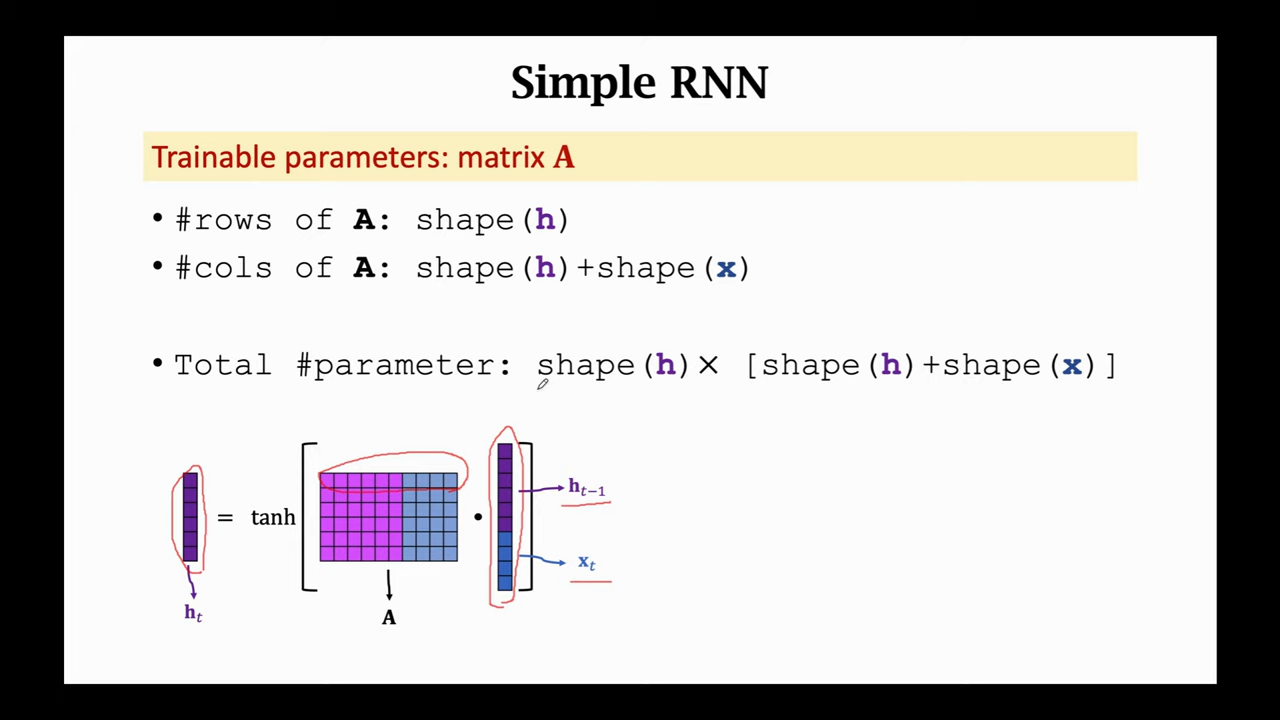 Simple RNN
Trainable parameters: matrix A
• #rows of A: shape(h)
• #cols of A: shape(h)+shape(x)
• Total #parameter: shape(h)× [shape(h)+shape(x)]
h_{t−1}
= tanh •
x_t
h_t
A